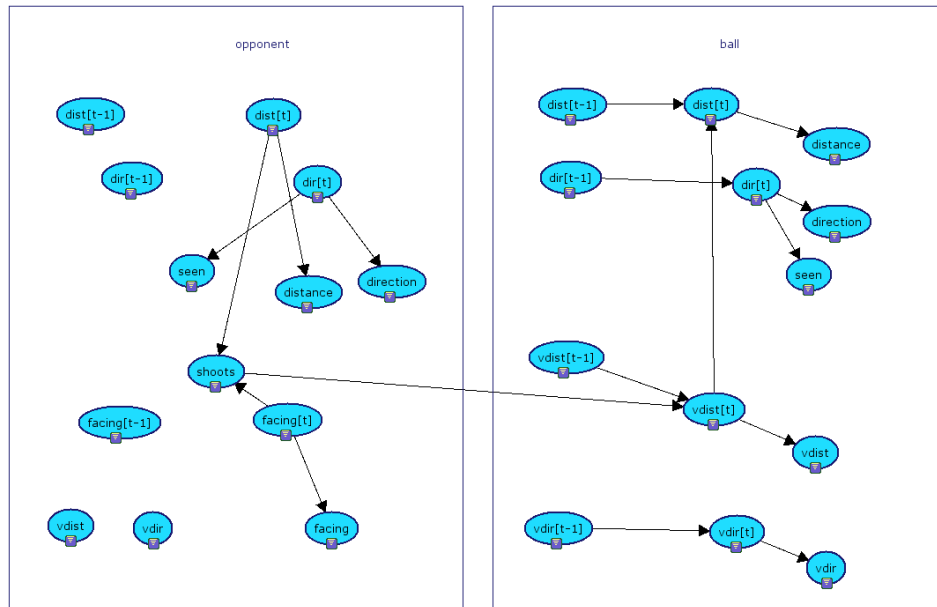 opponent
dist[t-1]
dist[t]
dir[t-1]
dir[t]
seen
distance
direction
shoots
facing[t-1]
facing[t]
vdist
vdir
facing
ball
dist[t-1]
dist[t]
distance
dir[t-1]
dir[t]
direction
seen
vdist[t-1]
vdist[t]
vdist
vdir[t-1]
vdir[t]
vdir